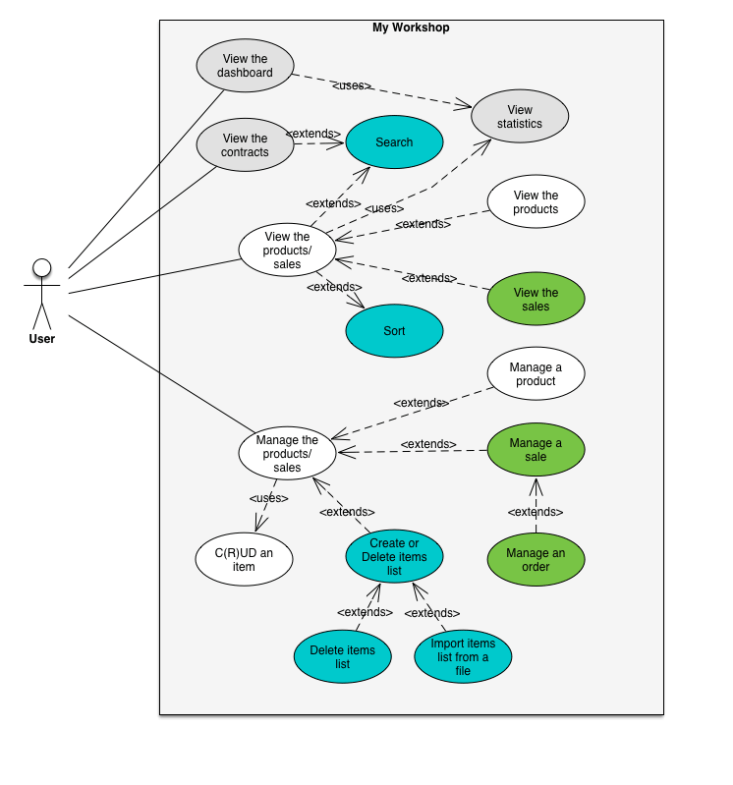 My Workshop
View the
dashboard
<uses>
View
statistics
View the
contracts
<extends>
Search
<extends>
<uses>
View the
products
<extends>
View the
products/
sales
<extends>
<extends>
View the
sales
Sort
User
Manage a
product
<extends>
Manage the
products/
sales
<extends>
Manage a
sale
<uses>
<extends>
<extends>
C(R)UD an
item
Create or
Delete items
list
Manage an
order
<extends>
<extends>
Delete items
list
Import items
list from a
file